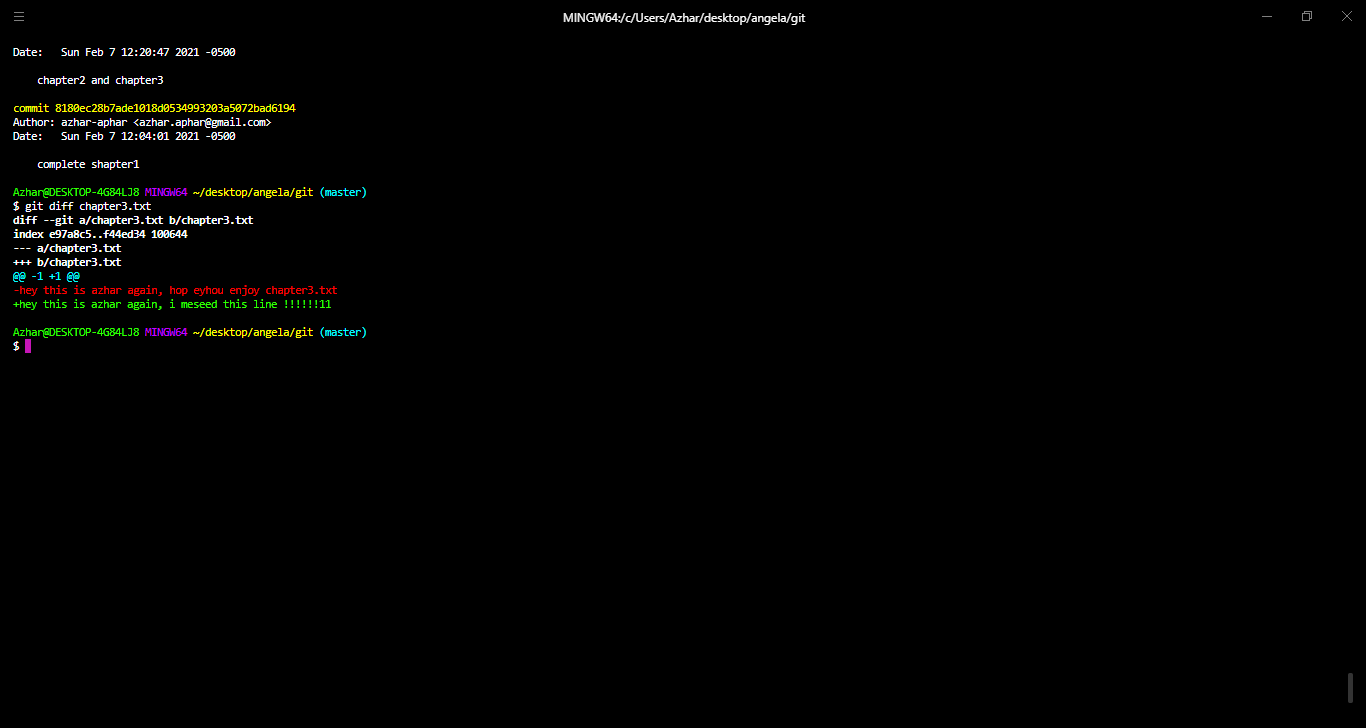 MINGW64:/c/Users/Azhar/desktop/angela/git
Date:   Sun Feb 7 12:20:47 2021 -0500
    chapter2 and chapter3
commit 8180ec28b7ade1018d0534993203a5072bad6194
Author: azhar-aphar <azhar.aphar@gmail.com>
Date:   Sun Feb 7 12:04:01 2021 -0500
    complete shapter1
Azhar@DESKTOP-4G84LJ8 MINGW64 ~/desktop/angela/git (master)
$ git diff chapter3.txt
diff --git a/chapter3.txt b/chapter3.txt
index e97a8c5..f44ed34 100644
--- a/chapter3.txt
+++ b/chapter3.txt
@@ -1 +1 @@
-hey this is azhar again, hop eyhou enjoy chapter3.txt
+hey this is azhar again, i meseed this line !!!!!!11
Azhar@DESKTOP-4G84LJ8 MINGW64 ~/desktop/angela/git (master)
$